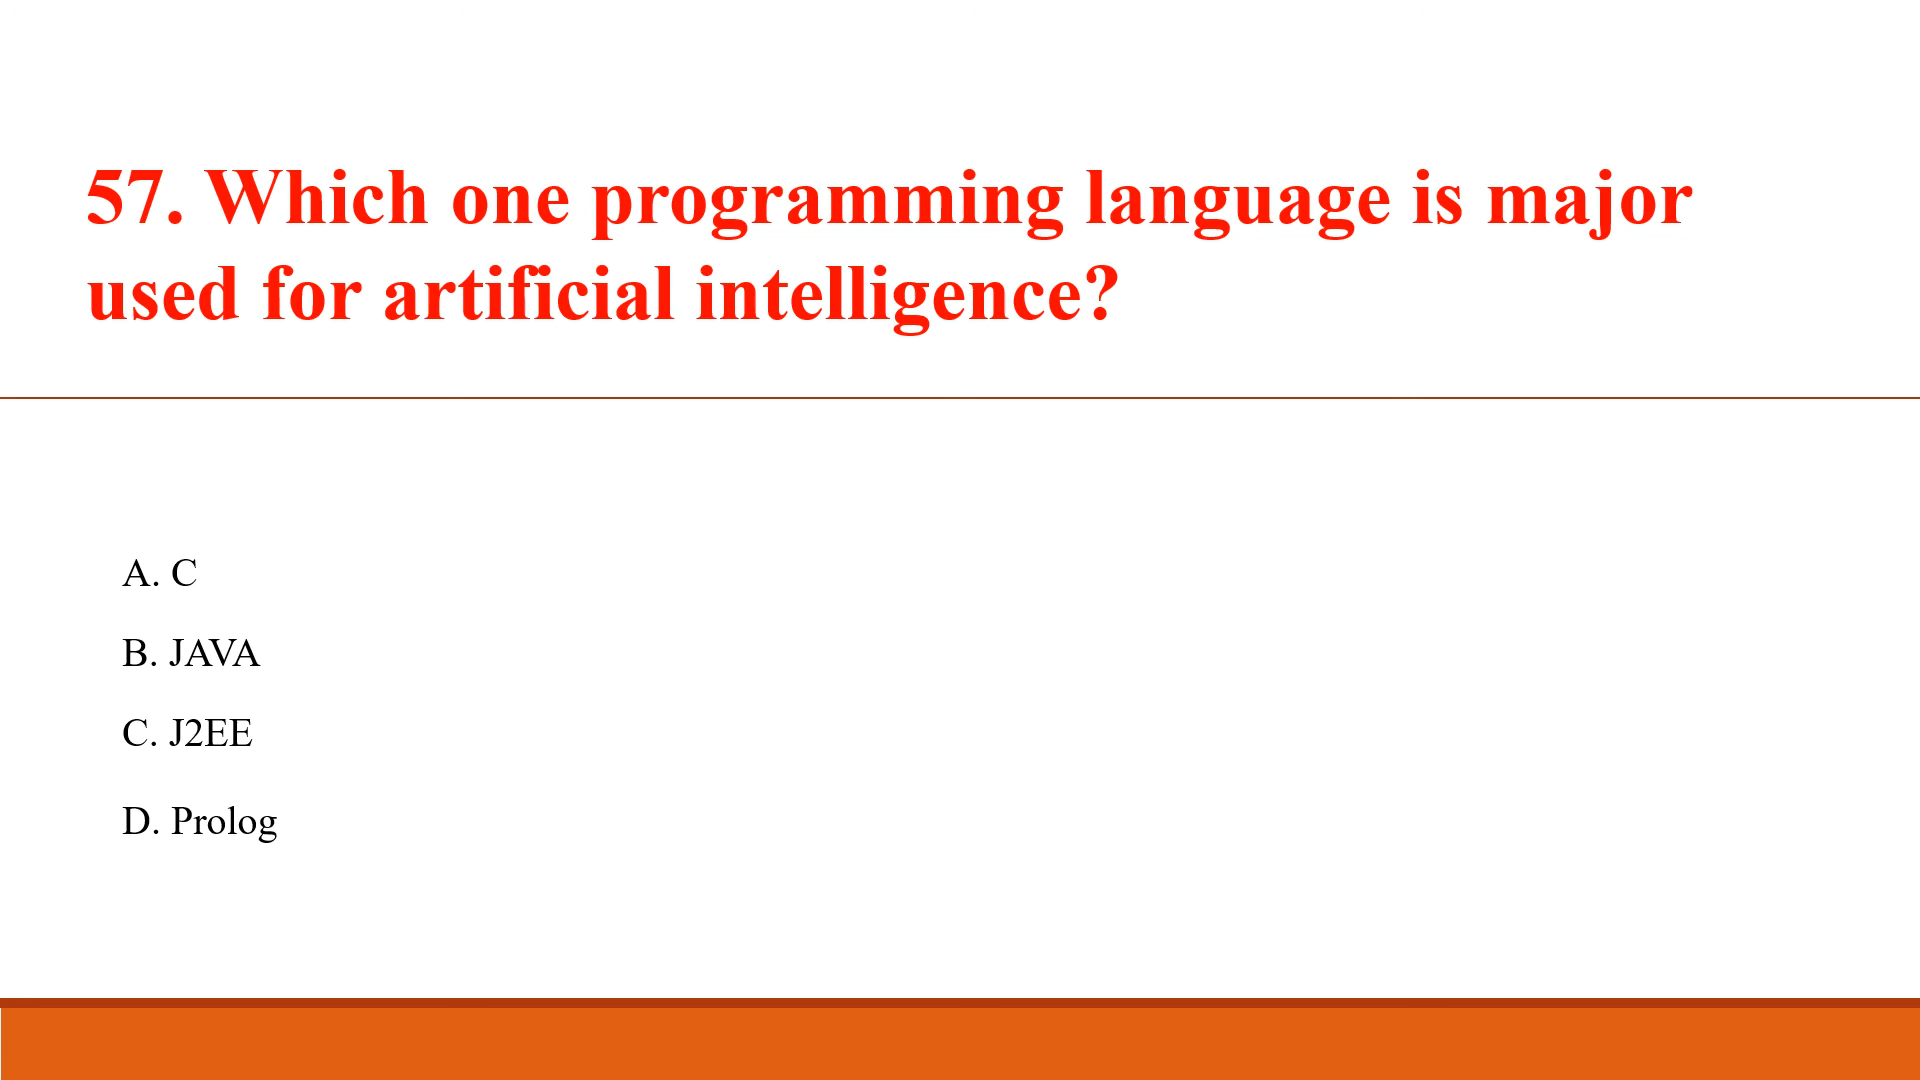 57. Which one programming language is major
used for artificial intelligence?
A. C
B. JAVA
C. J2EE
D. Prolog